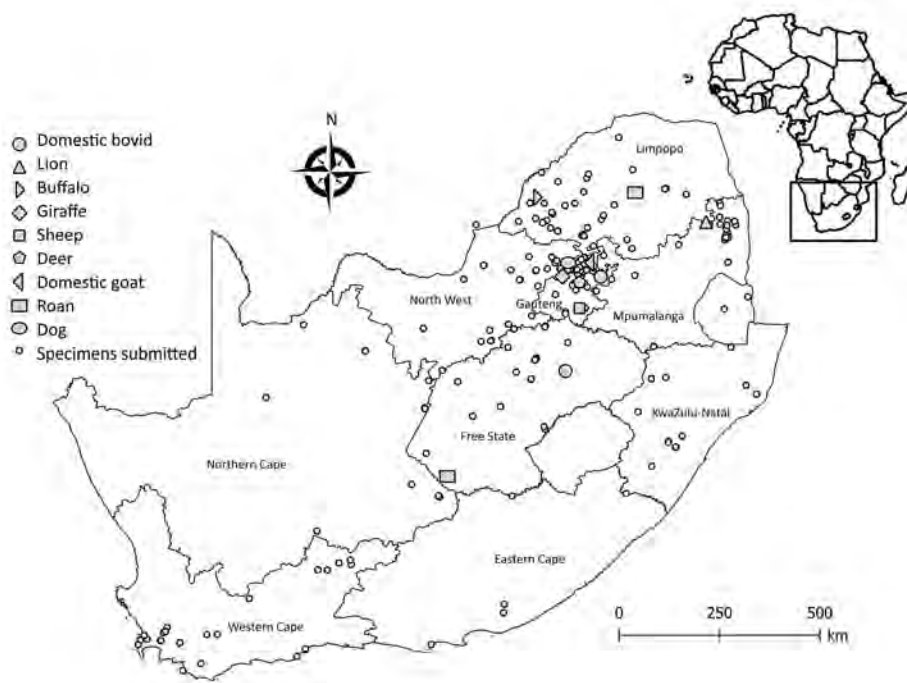 N
Domestic bovid
Lion
Buffalo
Giraffe
Sheep
Deer
Domestic goat
Roan
Dog
Specimens submitted
Limpopo
North West
Gauteng
Mpumalanga
KwaZulu-Natal
Free State
Northern Cape
Eastern Cape
Western Cape
0 250 500
km